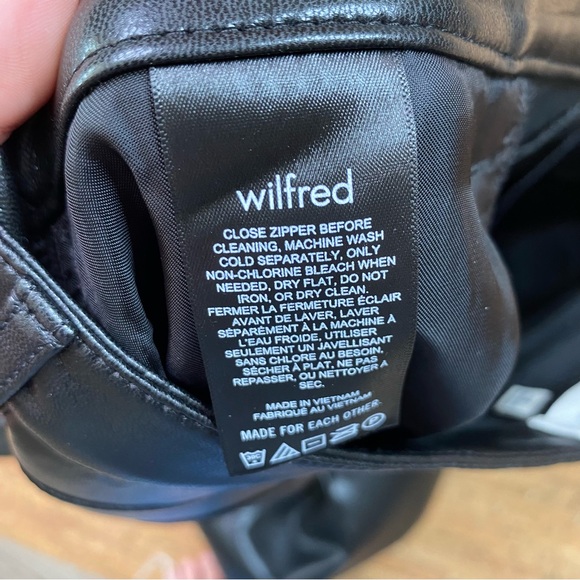 wilfred
CLOSE ZIPPER BEFORE
CLEANING, MACHINE WASH
COLD SEPARATELY, ONLY
NON-CHLORINE BLEACH WHEN
NEEDED, DRY FLAT, DO NOT
IRON, OR DRY CLEAN.
FERMER LA FERMETURE ÉCLAIR
AVANT DE LAVER, LAVER
SÉPARÉMENT À LA MACHINE À
L'EAU FROIDE, UTILISER
SEULEMENT UN JAVELLISANT
SANS CHLORE AU BESOIN.
SÉCHER À PLAT, NE PAS
REPASSER, OU NETTOYER À
SEC.
MADE IN VIETNAM
FABRIQUÉ AU VIETNAM
MADE FOR EACH OTHER.